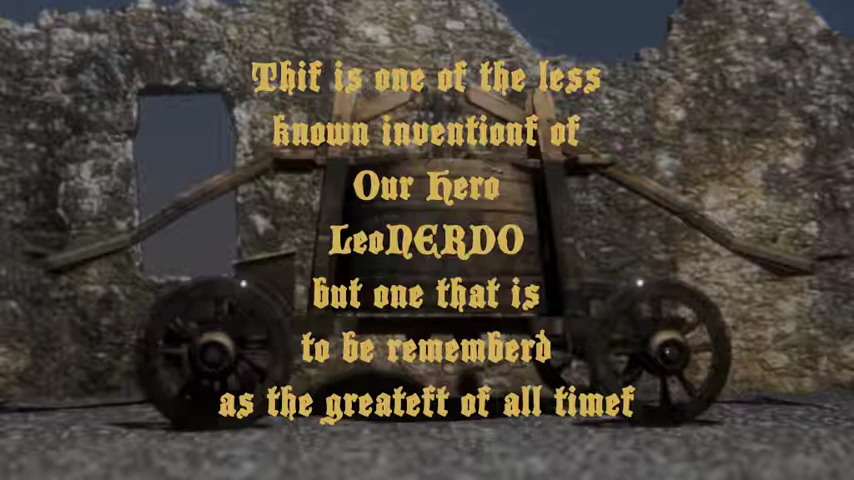 Thif is one of the less
known inventionf of
Our Hero
LeoNERDO
but one that is
to be rememberd
as the greateft of all timef